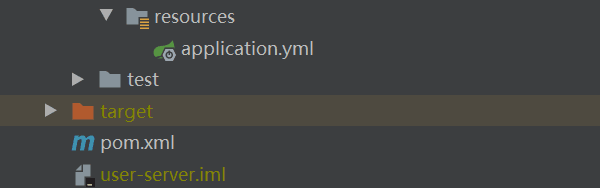 resources
application.yml
test
target
pom.xml
user-server.iml